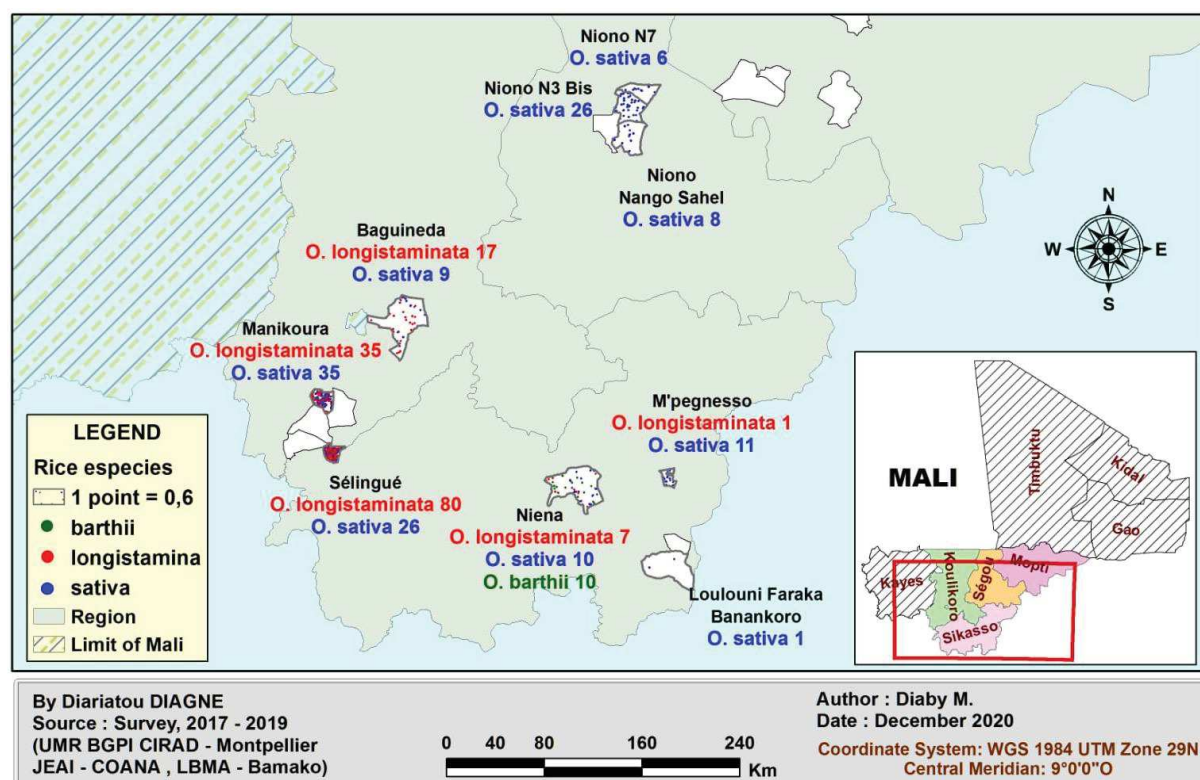 Niono N7
O. sativa 6
Niono N3 Bis
O. sativa 26
Niono
Nango Sahel
O. sativa 8
Baguineda
O. longistaminata 17
O. sativa 9
Manikoura
O. longistaminata 35
O. sativa 35
M'pegnesso
O. longistaminata 1
O. sativa 11
Sélingué
O. longistaminata 80
O. sativa 26
Niena
O. longistaminata 7
O. sativa 10
O. barthii 10
Loulouni Faraka
Banankoro
O. sativa 1
N
W
E
S
LEGEND
Rice especies
1 point = 0,6
barthii
longistamina
sativa
Region
Limit of Mali
MALI
Timbuktu
Kidal
Gao
Mopti
Ségou
Koulikoro
Kayes
Sikasso
By Diariatou DIAGNE
Source : Survey, 2017 - 2019
(UMR BGPI CIRAD - Montpellier
JEAI - COANA , LBMA - Bamako)
0 40 80 160 240
Km
Author : Diaby M.
Date : December 2020
Coordinate System: WGS 1984 UTM Zone 29N
Central Meridian: 9°0'0"O